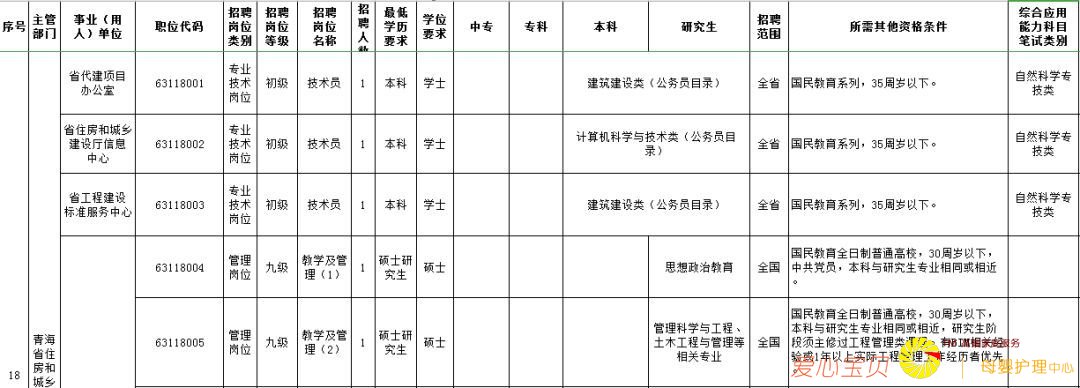 序号
主管
部门
事业（用
人）单位
职位代码
招聘
岗位
类别
招聘
岗位
等级
招聘
岗位
名称
招
聘
人
最低
学历
要求
学位
要求
中专
专科
本科
研究生
招聘
范围
所需其他资格条件
综合应用
能力科目
笔试类别
18
青海
省住
房和
城乡
省代建项目
办公室
63118001
专业
技术
岗位
初级
技术员
1
本科
学士
建筑建设类（公务员目录）
全省
国民教育系列，35周岁以下。
自然科学专
技类
省住房和城乡
建设厅信息
中心
63118002
专业
技术
岗位
初级
技术员
1
本科
学士
计算机科学与技术类（公务员目
录）
全省
国民教育系列，35周岁以下。
自然科学专
技类
省工程建设
标准服务中心
63118003
专业
技术
岗位
初级
技术员
1
本科
学士
建筑建设类（公务员目录）
全省
国民教育系列，35周岁以下。
自然科学专
技类
63118004
管理
岗位
九级
教学及管
理（1）
1
硕士研
究生
硕士
思想政治教育
全国
国民教育全日制普通高校，30周岁以下，
中共党员，本科与研究生专业相同或相近
。
63118005
管理
岗位
九级
教学及管
理（2）
1
硕士研
究生
硕士
管理科学与工程、
土木工程与管理等
相关专业
全国
国民教育全日制普通高校，30周岁以下，
本科与研究生专业相同或相近，研究生阶
段须主修过工程管理类
验或1年以上实际工程管理工作经历者优先
爱心宝贝
母婴护理中心